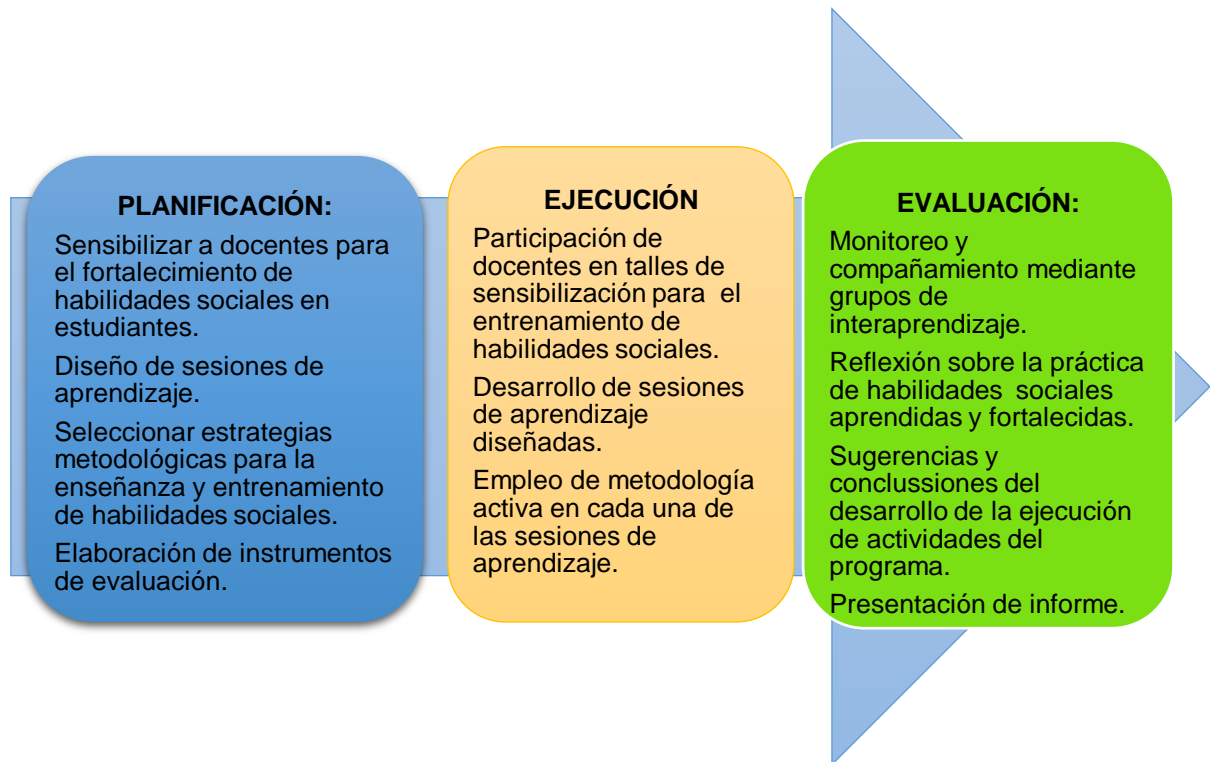 PLANIFICACIÓN:
Sensibilizar a docentes para
el fortalecimiento de
habilidades sociales en
estudiantes.
Diseño de sesiones de
aprendizaje.
Seleccionar estrategias
metodológicas para la
enseñanza y entrenamiento
de habilidades sociales.
Elaboración de instrumentos
de evaluación.
EJECUCIÓN
Participación de
docentes en talles de
sensibilización para el
entrenamiento de
habilidades sociales.
Desarrollo de sesiones
de aprendizaje
diseñadas.
Empleo de metodología
activa en cada una de
las sesiones de
aprendizaje.
EVALUACIÓN:
Monitoreo y
compañamiento mediante
grupos de
interaprendizaje.
Reflexión sobre la práctica
de habilidades sociales
aprendidas y fortalecidas.
Sugerencias y
conclussiones del
desarrollo de la ejecución
de actividades del
programa.
Presentación de informe.